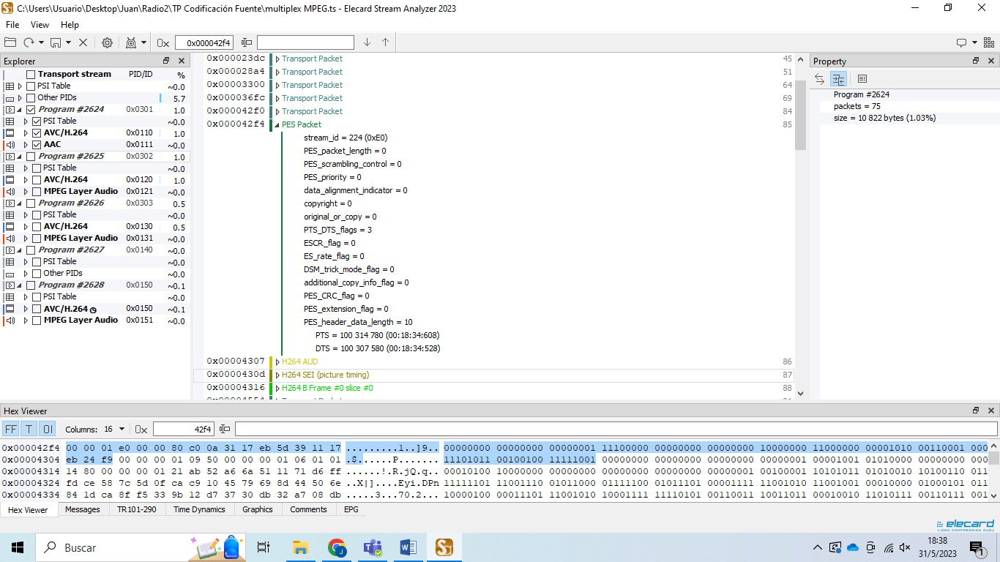 C:\Users\Usuario\Desktop\Juan\Radio2\TP Codificación Fuente\multiplex MPEG.ts - Elecard Stream Analyzer 2023
File View Help
0x 0x000042f4
Explorer
Transport stream PID/ID %
PSI Table ~0.0
Other PIDs 5.7
Program #2624 0x0301 1.0
PSI Table ~0.0
AVC/H.264 0x0110 1.0
AAC 0x0111 ~0.0
Program #2625 0x0302 1.0
PSI Table ~0.0
AVC/H.264 0x0120 1.0
MPEG Layer Audio 0x0121 ~0.0
Program #2626 0x0303 0.5
PSI Table ~0.0
AVC/H.264 0x0130 0.5
MPEG Layer Audio 0x0131 ~0.0
Program #2627 0x0140 ~0.0
PSI Table ~0.0
Other PIDs ~0.0
Program #2628 0x0150 ~0.1
PSI Table ~0.0
AVC/H.264 0x0150 ~0.1
MPEG Layer Audio 0x0151 ~0.0
0x000023dc Transport Packet 45
0x000028a4 Transport Packet 51
0x00003300 Transport Packet 64
0x000036fc Transport Packet 69
0x000042f0 Transport Packet 84
0x000042f4 PES Packet 85
stream_id = 224 (0xE0)
PES_packet_length = 0
PES_scrambling_control = 0
PES_priority = 0
data_alignment_indicator = 0
copyright = 0
original_or_copy = 0
PTS_DTS_flags = 3
ESCR_flag = 0
ES_rate_flag = 0
DSM_trick_mode_flag = 0
additional_copy_info_flag = 0
PES_CRC_flag = 0
PES_extension_flag = 0
PES_header_data_length = 10
PTS = 100 314 780 (00:18:34:608)
DTS = 100 307 580 (00:18:34:528)
0x00004307 H264 AUD 86
0x0000430d H264 SEI (picture timing) 87
0x00004316 H264 B Frame #0 slice #0 88
Property
Program #2624
packets = 75
size = 10 822 bytes (1.03%)
Hex Viewer
FF T 0I Columns: 16 0x 42f4
0x000042f4 00 00 01 e0 00 00 80 c0 0a 31 17 eb 5d 39 11 17 .........1..]9.. 00000000 00000000 00000001 11100000 00000000 00000000 10000000 11000000 00001010 00110001 000
0x00004304 eb 24 f9 00 00 00 01 09 50 00 00 00 01 06 01 01 .$......P....... 11101011 00100100 11111001 00000000 00000000 00000000 00000001 00001001 01010000 00000000 000
0x00004314 14 80 00 00 00 01 21 ab 52 a6 6a 51 11 71 d6 ff ......!.R.jQ.q.. 00010100 10000000 00000000 00000000 00000000 00000001 00100001 10101011 01010010 10100110 011
0x00004324 fd ce 58 7c 5d 0f ca c9 10 45 79 69 8d 44 50 6e ..X|]....Eyi.DPn 11111101 11001110 01011000 01111100 01011101 00001111 11001010 11001001 00010000 01000101 011
0x00004334 84 1d ca 8f f5 33 9b 12 d7 37 30 db 32 a7 08 db .....3...70.2... 10000100 00011101 11001010 10001111 11110101 00110011 10011011 00010010 11010111 00110111 001
Hex Viewer Messages TR101-290 Time Dynamics Graphics Comments EPG
elecard
VIDEO COMPRESSION GURU
Buscar
18:38
31/5/2023
1